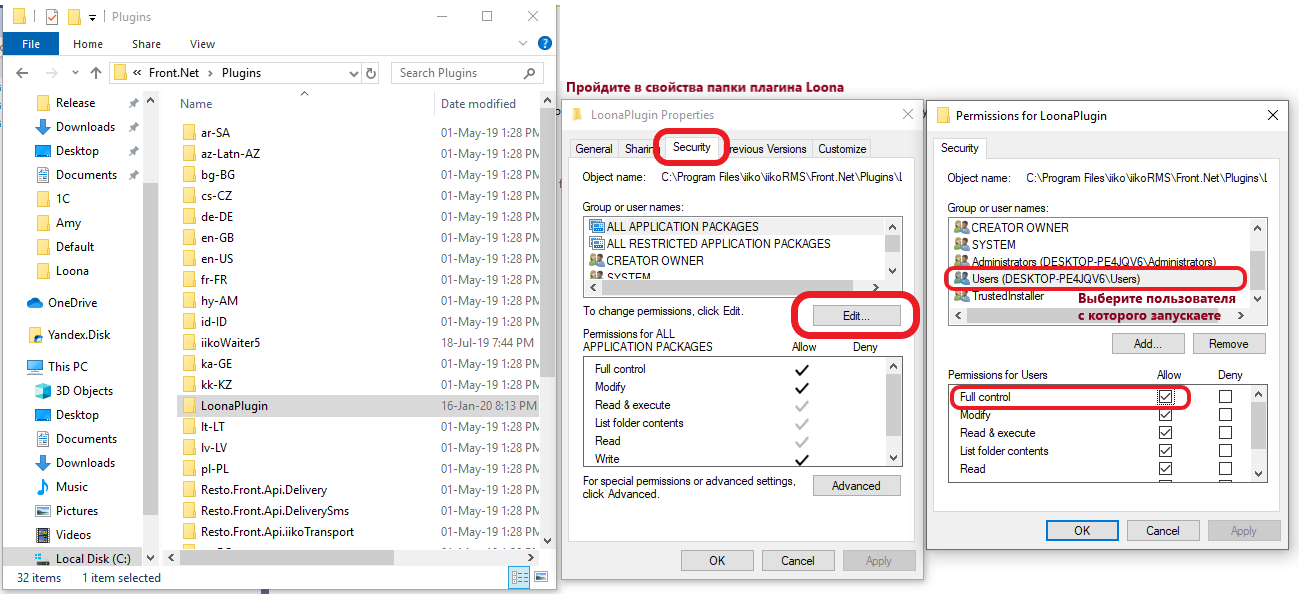 Plugins
File
Home
Share
View
« Front.Net › Plugins
Search Plugins
Release
Downloads
Desktop
Documents
1C
Amy
Default
Loona
OneDrive
Yandex.Disk
This PC
3D Objects
Desktop
Documents
Downloads
Music
Pictures
Videos
Local Disk (C:)
Name
Date modified
ar-SA 01-May-19 1:28 PM
az-Latn-AZ 01-May-19 1:28 PM
bg-BG 01-May-19 1:28 PM
cs-CZ 01-May-19 1:28 PM
de-DE 01-May-19 1:28 PM
en-GB 01-May-19 1:28 PM
en-US 01-May-19 1:28 PM
fr-FR 01-May-19 1:28 PM
hy-AM 01-May-19 1:28 PM
id-ID 01-May-19 1:28 PM
iikoWaiter5 18-Jul-19 7:44 PM
ka-GE 01-May-19 1:28 PM
kk-KZ 01-May-19 1:28 PM
LoonaPlugin 16-Jan-20 8:13 PM
lt-LT 01-May-19 1:28 PM
lv-LV 01-May-19 1:28 PM
pl-PL 01-May-19 1:28 PM
Resto.Front.Api.Delivery 01-May-19 1:28 PM
Resto.Front.Api.DeliverySms 01-May-19 1:28 PM
Resto.Front.Api.iikoTransport 01-May-19 1:28 PM
32 items
1 item selected
Пройдите в свойства папки плагина Loona
LoonaPlugin Properties
General
Sharing
Security
Previous Versions
Customize
Object name: C:\Program Files\iiko\iikoRMS\Front.Net\Plugins\L
Group or user names:
ALL APPLICATION PACKAGES
ALL RESTRICTED APPLICATION PACKAGES
CREATOR OWNER
SYSTEM
To change permissions, click Edit.
Edit...
Permissions for ALL
APPLICATION PACKAGES
Allow
Deny
Full control
Modify
Read & execute
List folder contents
Read
Write
For special permissions or advanced settings,
click Advanced.
Advanced
OK
Cancel
Apply
Permissions for LoonaPlugin
Security
Object name: C:\Program Files\iiko\iikoRMS\Front.Net\Plugins\L
Group or user names:
CREATOR OWNER
SYSTEM
Administrators (DESKTOP-PE4JQV6\Administrators)
Users (DESKTOP-PE4JQV6\Users)
TrustedInstaller
Выберите пользователя
с которого запускаете
Add...
Remove
Permissions for Users
Allow
Deny
Full control
Modify
Read & execute
List folder contents
Read
OK
Cancel
Apply